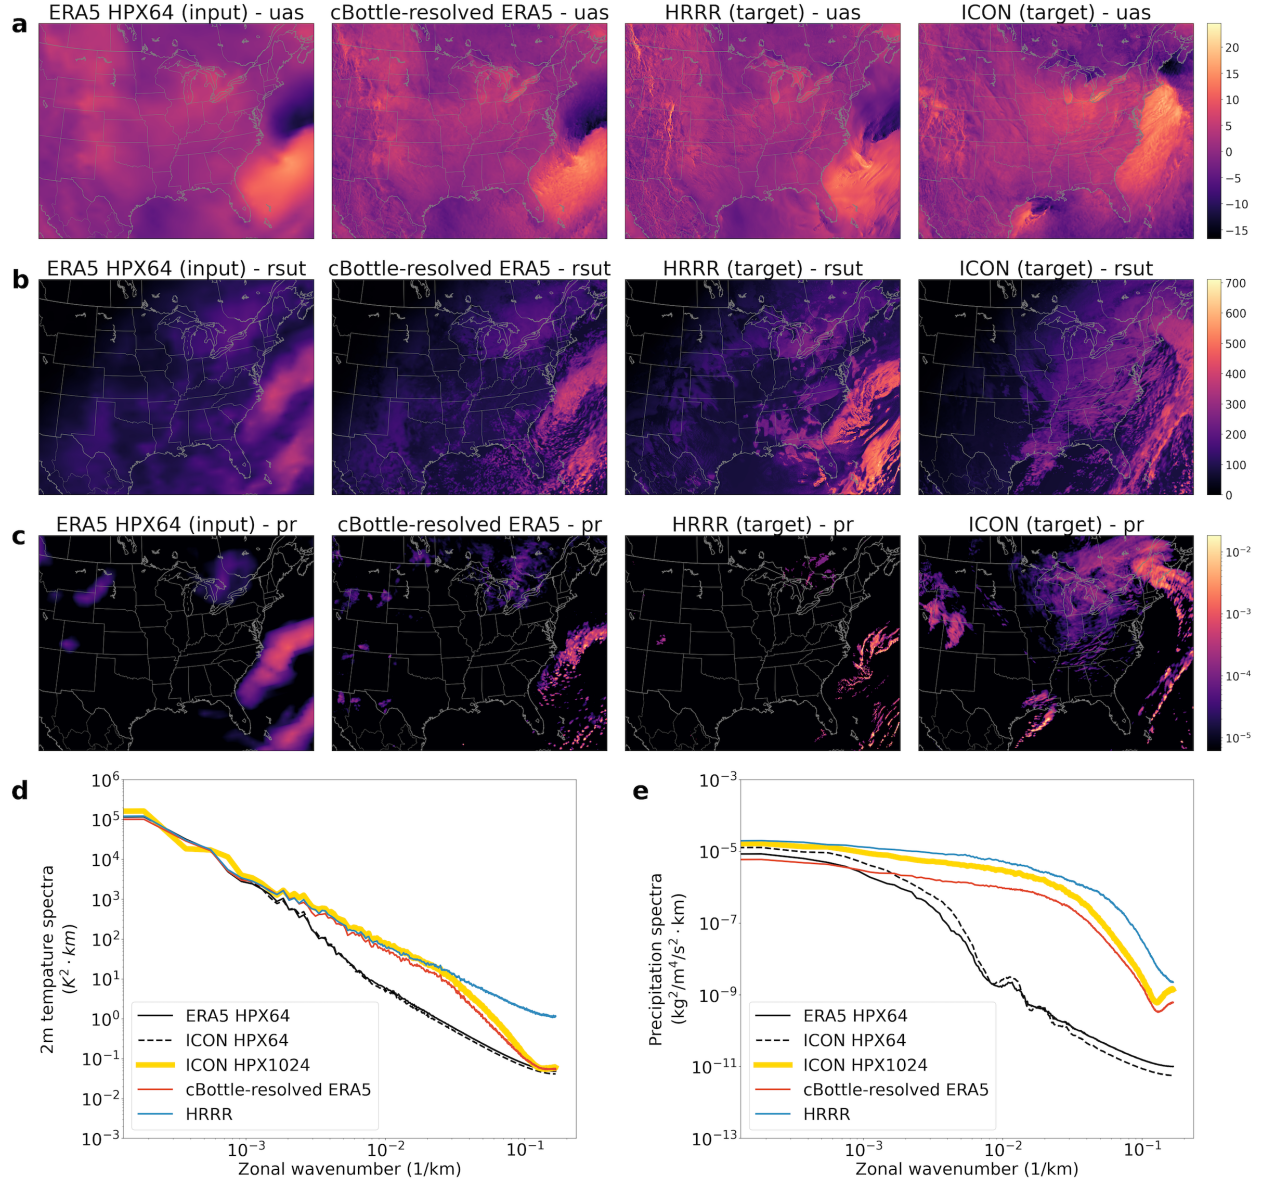 a
ERA5 HPX64 (input) - uas
cBottle-resolved ERA5 - uas
HRRR (target) - uas
ICON (target) - uas
20
15
10
5
0
−5
−10
−15
b
ERA5 HPX64 (input) - rsut
cBottle-resolved ERA5 - rsut
HRRR (target) - rsut
ICON (target) - rsut
700
600
500
400
300
200
100
0
c
ERA5 HPX64 (input) - pr
cBottle-resolved ERA5 - pr
HRRR (target) - pr
ICON (target) - pr
10⁻²
10⁻³
10⁻⁴
10⁻⁵
d
2m tempature spectra
(K² · km)
10⁶
10⁵
10⁴
10³
10²
10¹
10⁰
10⁻¹
10⁻²
10⁻³
ERA5 HPX64
ICON HPX64
ICON HPX1024
cBottle-resolved ERA5
HRRR
10⁻³
10⁻²
10⁻¹
Zonal wavenumber (1/km)
e
Precipitation spectra
(kg²/m⁴/s² · km)
10⁻³
10⁻⁵
10⁻⁷
10⁻⁹
10⁻¹¹
10⁻¹³
ERA5 HPX64
ICON HPX64
ICON HPX1024
cBottle-resolved ERA5
HRRR
10⁻³
10⁻²
10⁻¹
Zonal wavenumber (1/km)